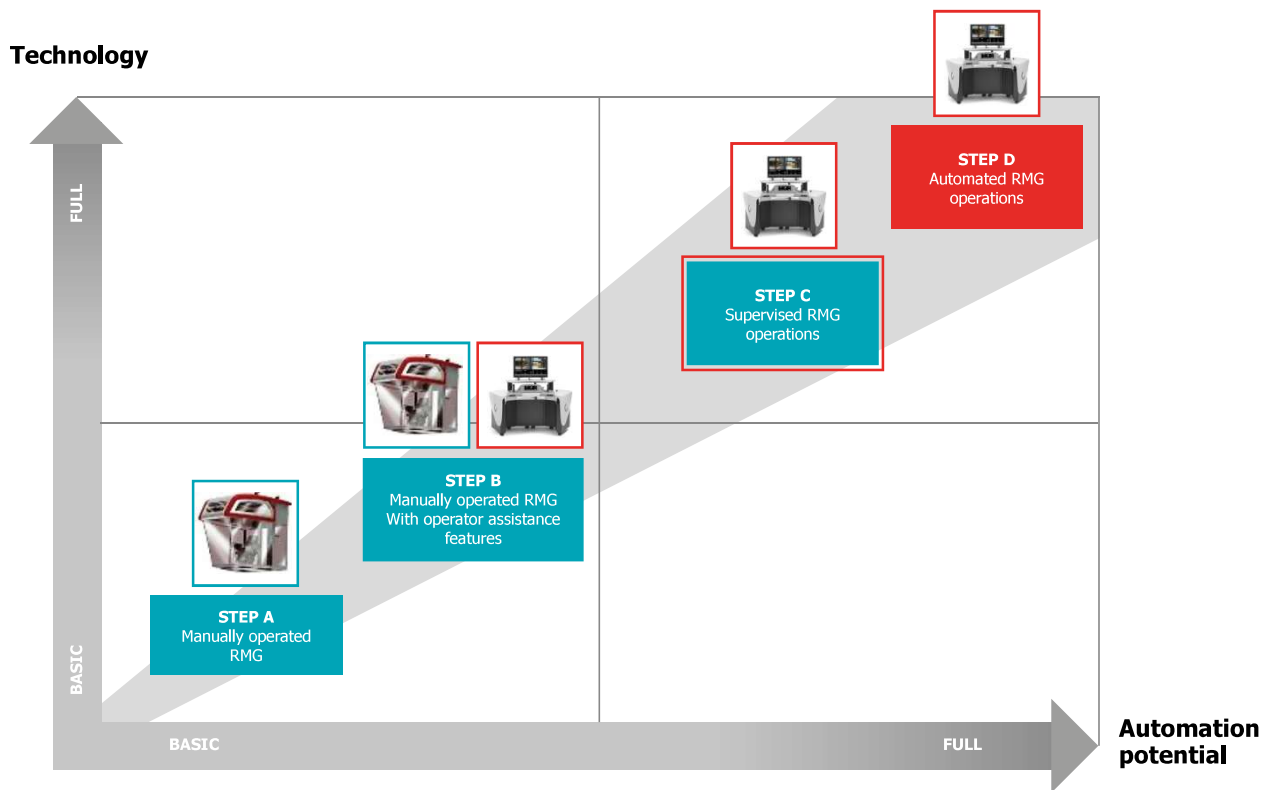 Technology
FULL
BASIC
STEP D
Automated RMG
operations
STEP C
Supervised RMG
operations
STEP B
Manually operated RMG
With operator assistance
features
STEP A
Manually operated
RMG
BASIC
FULL
Automation
potential